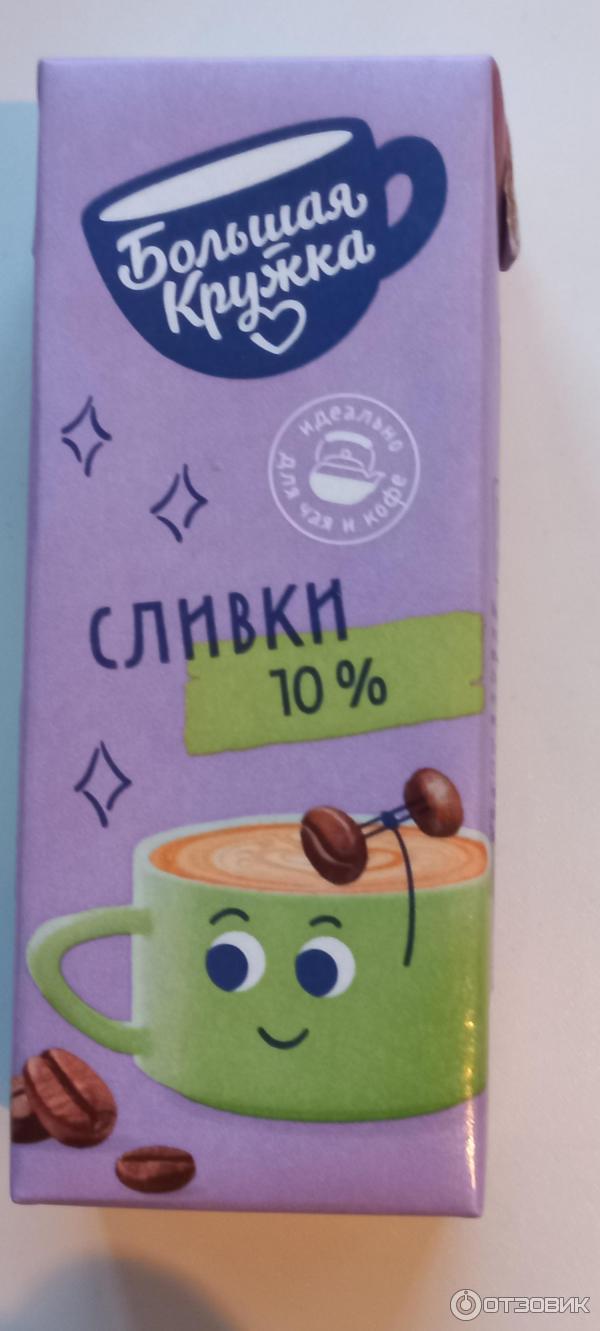 Большая
Кружка
идеально
для чая и кофе
СЛИВКИ
10%
ОТЗОВИК